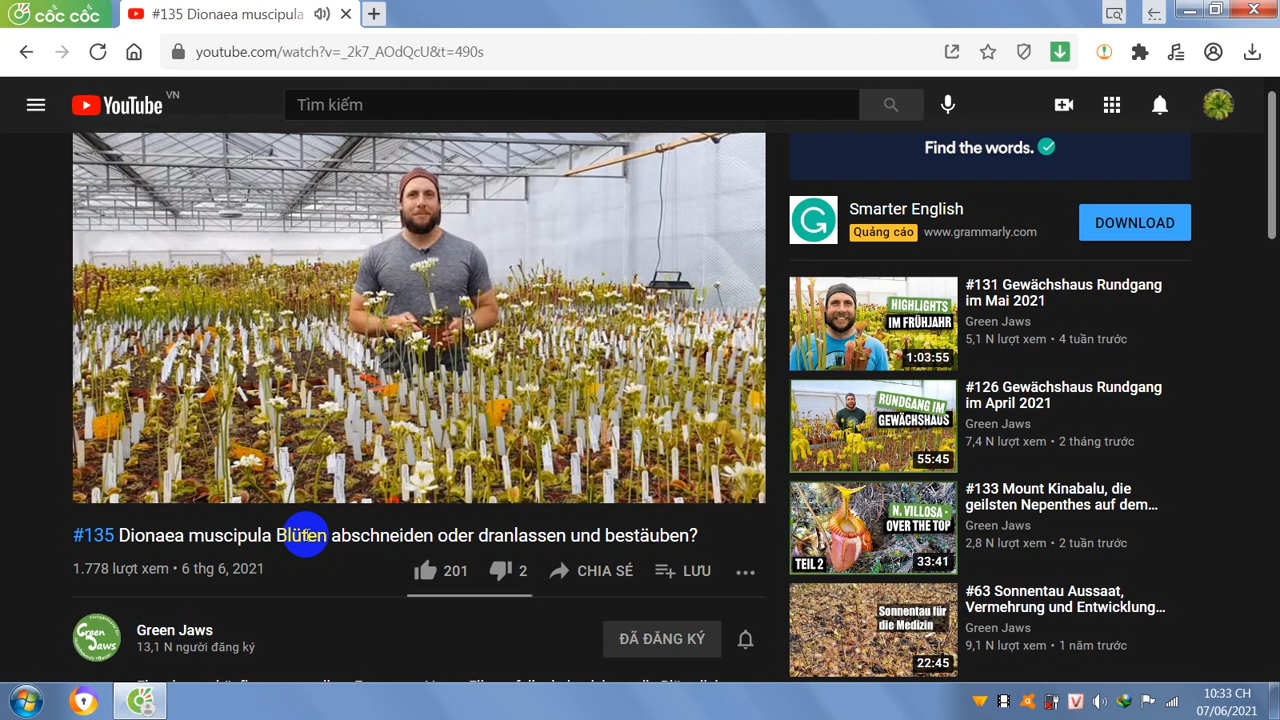 cốc cốc
#135 Dionaea muscipula
youtube.com/watch?v=_2k7_AOdQcU&t=490s
YouTube VN
Tìm kiếm
Find the words.
Smarter English
Quảng cáo www.grammarly.com
DOWNLOAD
HIGHLIGHTS
IM FRÜHJAHR
1:03:55
#131 Gewächshaus Rundgang
im Mai 2021
Green Jaws
5,1 N lượt xem • 4 tuần trước
RUNDGANG IM
GEWÄCHSHAUS
55:45
#126 Gewächshaus Rundgang
im April 2021
Green Jaws
7,4 N lượt xem • 2 tháng trước
N. VILLOSA -
OVER THE TOP
TEIL 2
33:41
#133 Mount Kinabalu, die
geilsten Nepenthes auf dem...
Green Jaws
2,8 N lượt xem • 2 tuần trước
Sonnentau für
die Medizin
22:45
#63 Sonnentau Aussaat,
Vermehrung und Entwicklung...
Green Jaws
9,1 N lượt xem • 1 năm trước
#135 Dionaea muscipula Blüten abschneiden oder dranlassen und bestäuben?
1.778 lượt xem • 6 thg 6, 2021
201
2
CHIA SẺ
LƯU
Green Jaws
Green Jaws
13,1 N người đăng ký
ĐÃ ĐĂNG KÝ
10:33 CH
07/06/2021